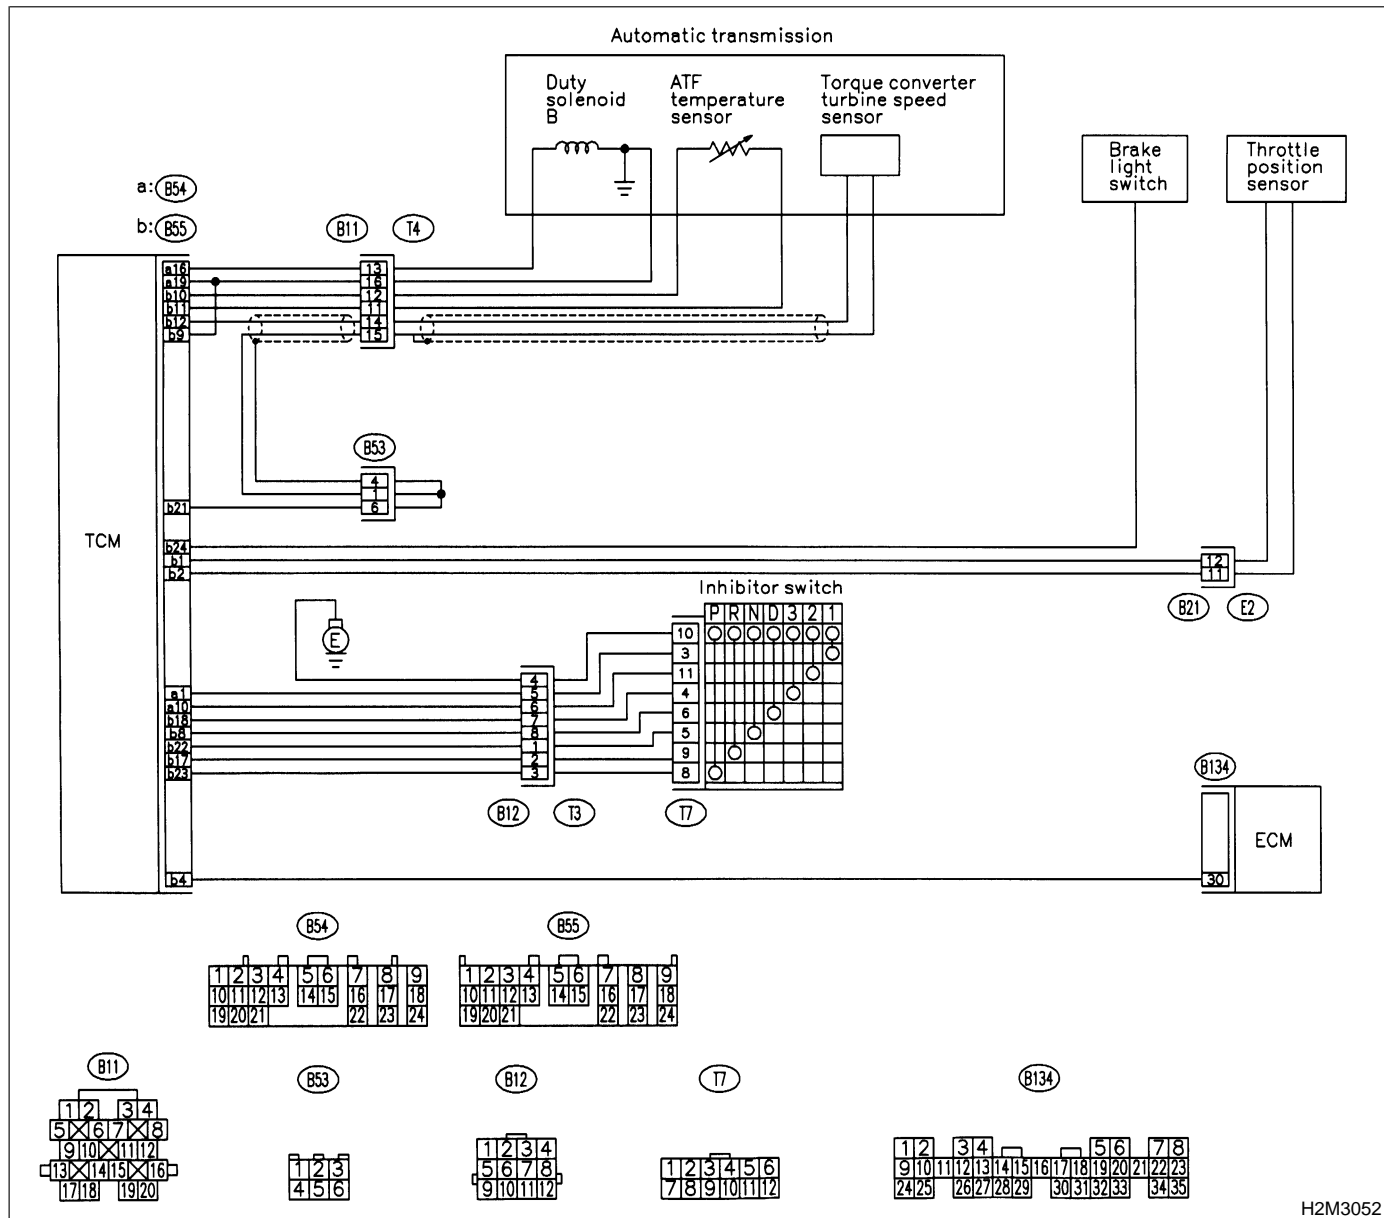 Automatic transmission
Duty solenoid B
ATF temperature sensor
Torque converter turbine speed sensor
Brake light switch
Throttle position sensor
a: B54
b: B55
B11 T4
a16 13
a19 16
b10 12
b11 11
b12 14
b9 15
B53
4
1
b21 6
TCM
b24
b1 12
b2 11
B21 E2
Inhibitor switch
P R N D 3 2 1
E
10
3
11
4
6
5
9
8
4
a1 5
a10 6
b18 7
b8 8
b22 1
b17 2
b23 3
B12 T3 T7
B134
ECM
b4 30
B54 B55
1 2 3 4 5 6 7 8 9
10 11 12 13 14 15 16 17 18
19 20 21 22 23 24
1 2 3 4 5 6 7 8 9
10 11 12 13 14 15 16 17 18
19 20 21 22 23 24
B11 B53 B12 T7 B134
1 2 3 4
5 6 7 8
9 10 11 12
13 14 15 16
17 18 19 20
1 2 3
4 5 6
1 2 3 4
5 6 7 8
9 10 11 12
1 2 3 4 5 6
7 8 9 10 11 12
1 2 3 4 5 6 7 8
9 10 11 12 13 14 15 16 17 18 19 20 21 22 23
24 25 26 27 28 29 30 31 32 33 34 35
H2M3052